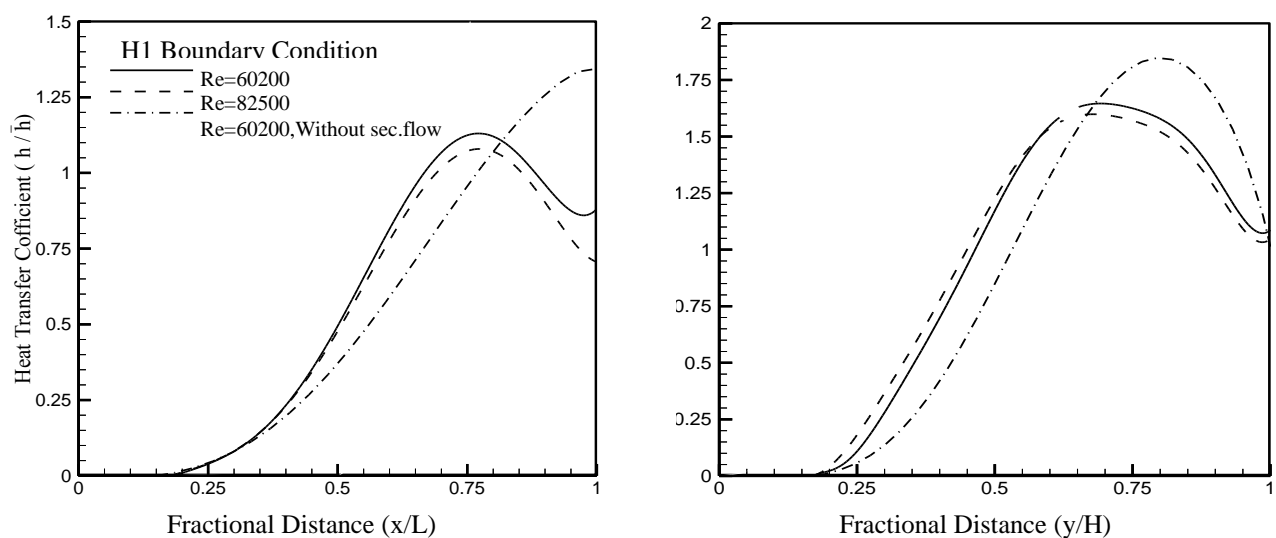 H1 Boundary Condition
Re=60200
Re=82500
Re=60200,Without sec.flow
Heat Transfer Cofficient ( h / h̄ )
1.5
1.25
1
0.75
0.5
0.25
0
0 0.25 0.5 0.75 1
Fractional Distance (x/L)
2
1.75
1.5
1.25
1
0.75
0.5
0.25
0
0 0.25 0.5 0.75 1
Fractional Distance (y/H)